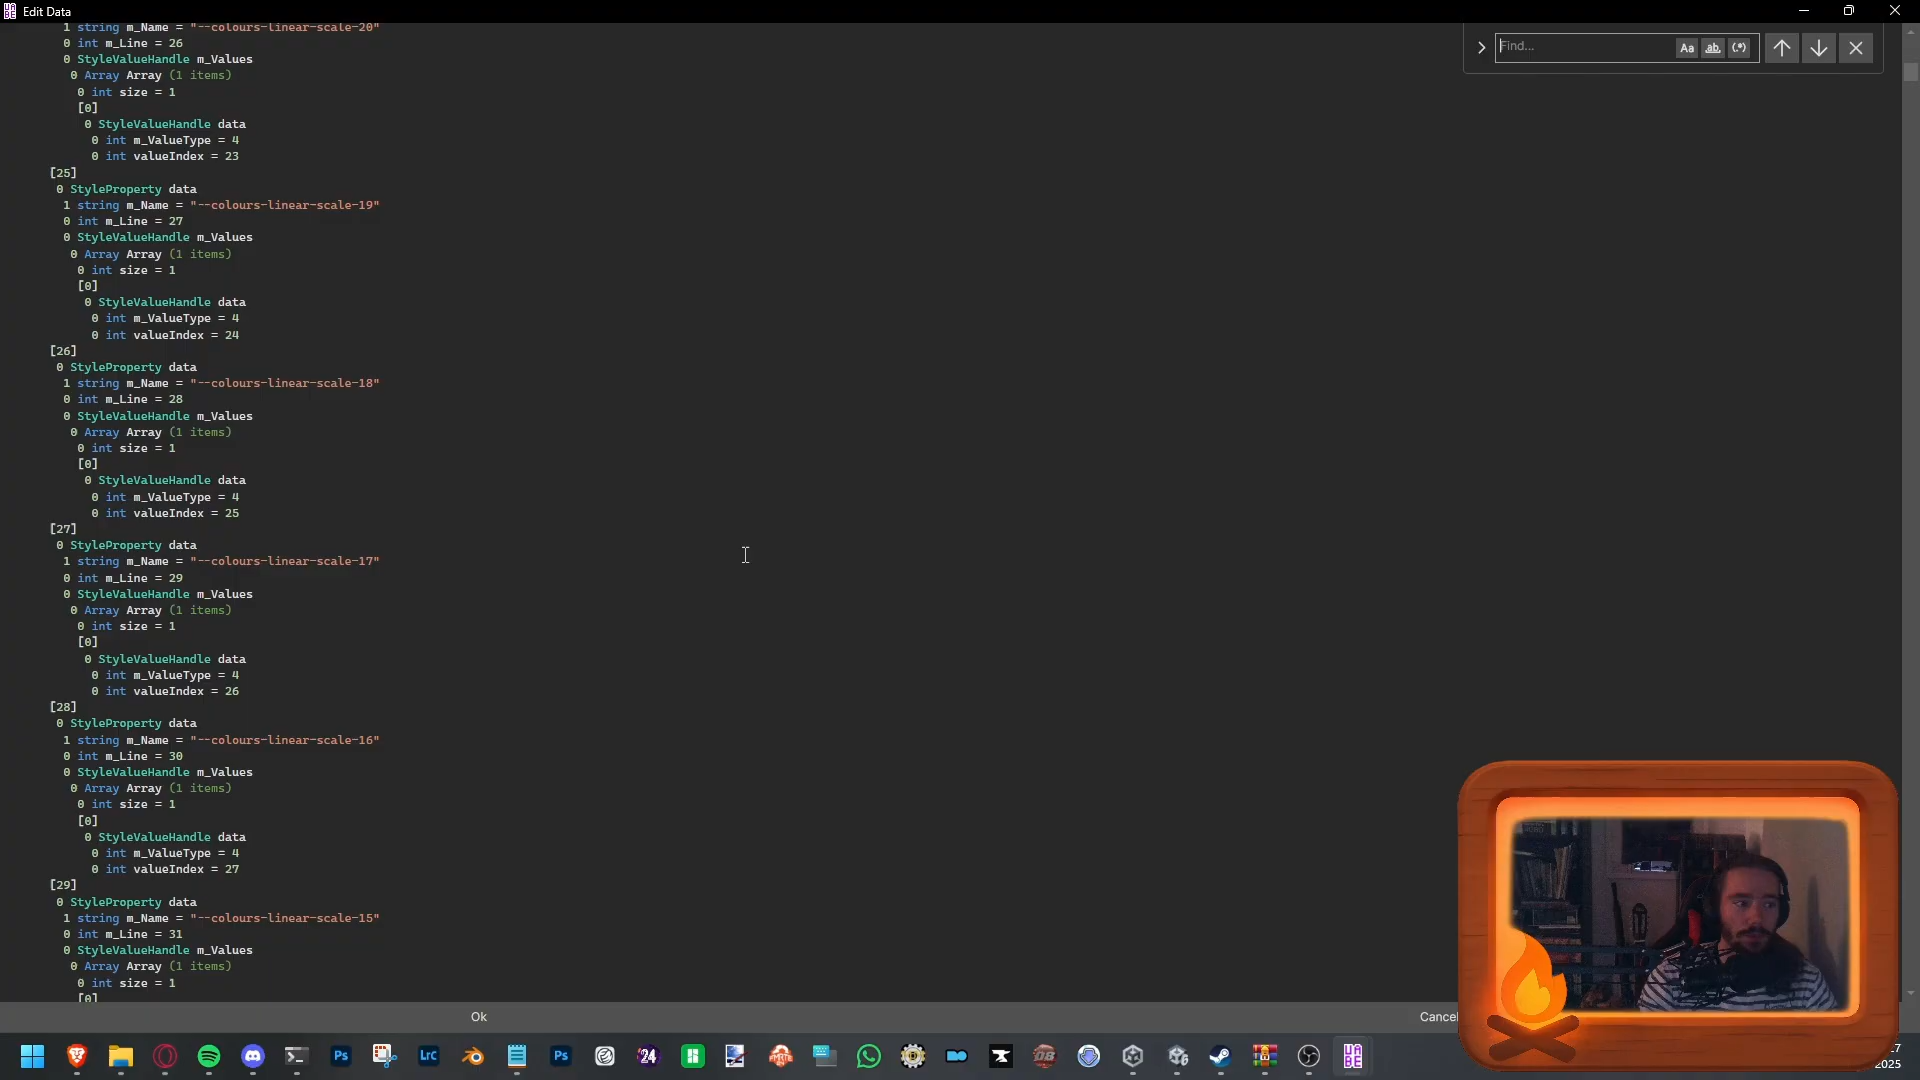 Edit Data
1 string m_Name = "--colours-linear-scale-20"
0 int m_Line = 26
0 StyleValueHandle m_Values
0 Array Array (1 items)
0 int size = 1
[0]
0 StyleValueHandle data
0 int m_ValueType = 4
0 int valueIndex = 23
[25]
0 StyleProperty data
1 string m_Name = "--colours-linear-scale-19"
0 int m_Line = 27
0 StyleValueHandle m_Values
0 Array Array (1 items)
0 int size = 1
[0]
0 StyleValueHandle data
0 int m_ValueType = 4
0 int valueIndex = 24
[26]
0 StyleProperty data
1 string m_Name = "--colours-linear-scale-18"
0 int m_Line = 28
0 StyleValueHandle m_Values
0 Array Array (1 items)
0 int size = 1
[0]
0 StyleValueHandle data
0 int m_ValueType = 4
0 int valueIndex = 25
[27]
0 StyleProperty data
1 string m_Name = "--colours-linear-scale-17"
0 int m_Line = 29
0 StyleValueHandle m_Values
0 Array Array (1 items)
0 int size = 1
[0]
0 StyleValueHandle data
0 int m_ValueType = 4
0 int valueIndex = 26
[28]
0 StyleProperty data
1 string m_Name = "--colours-linear-scale-16"
0 int m_Line = 30
0 StyleValueHandle m_Values
0 Array Array (1 items)
0 int size = 1
[0]
0 StyleValueHandle data
0 int m_ValueType = 4
0 int valueIndex = 27
[29]
0 StyleProperty data
1 string m_Name = "--colours-linear-scale-15"
0 int m_Line = 31
0 StyleValueHandle m_Values
0 Array Array (1 items)
0 int size = 1
[0]
Find...
Aa
ab
(.*)
Ok
Cancel
Ps
LrC
Ps
24
UA
BE